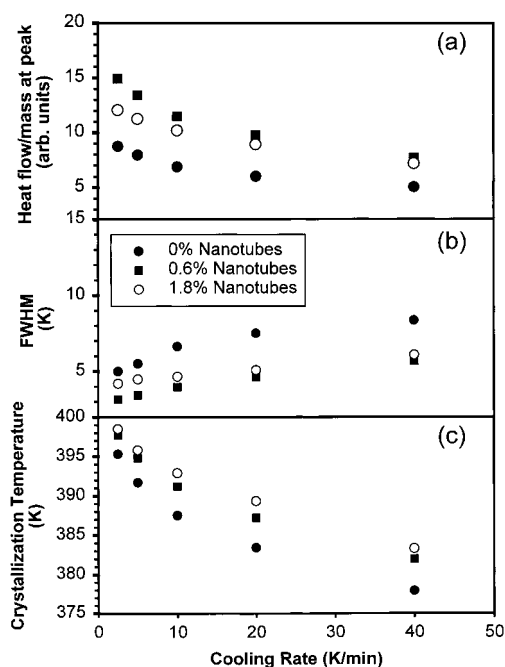 20
(a)
15
10
5
15
Heat flow/mass at peak
(arb. units)
(b)
0% Nanotubes
0.6% Nanotubes
1.8% Nanotubes
10
5
400
FWHM
(K)
(c)
395
390
385
380
375
Crystallization Temperature
(K)
0 10 20 30 40 50
Cooling Rate (K/min)